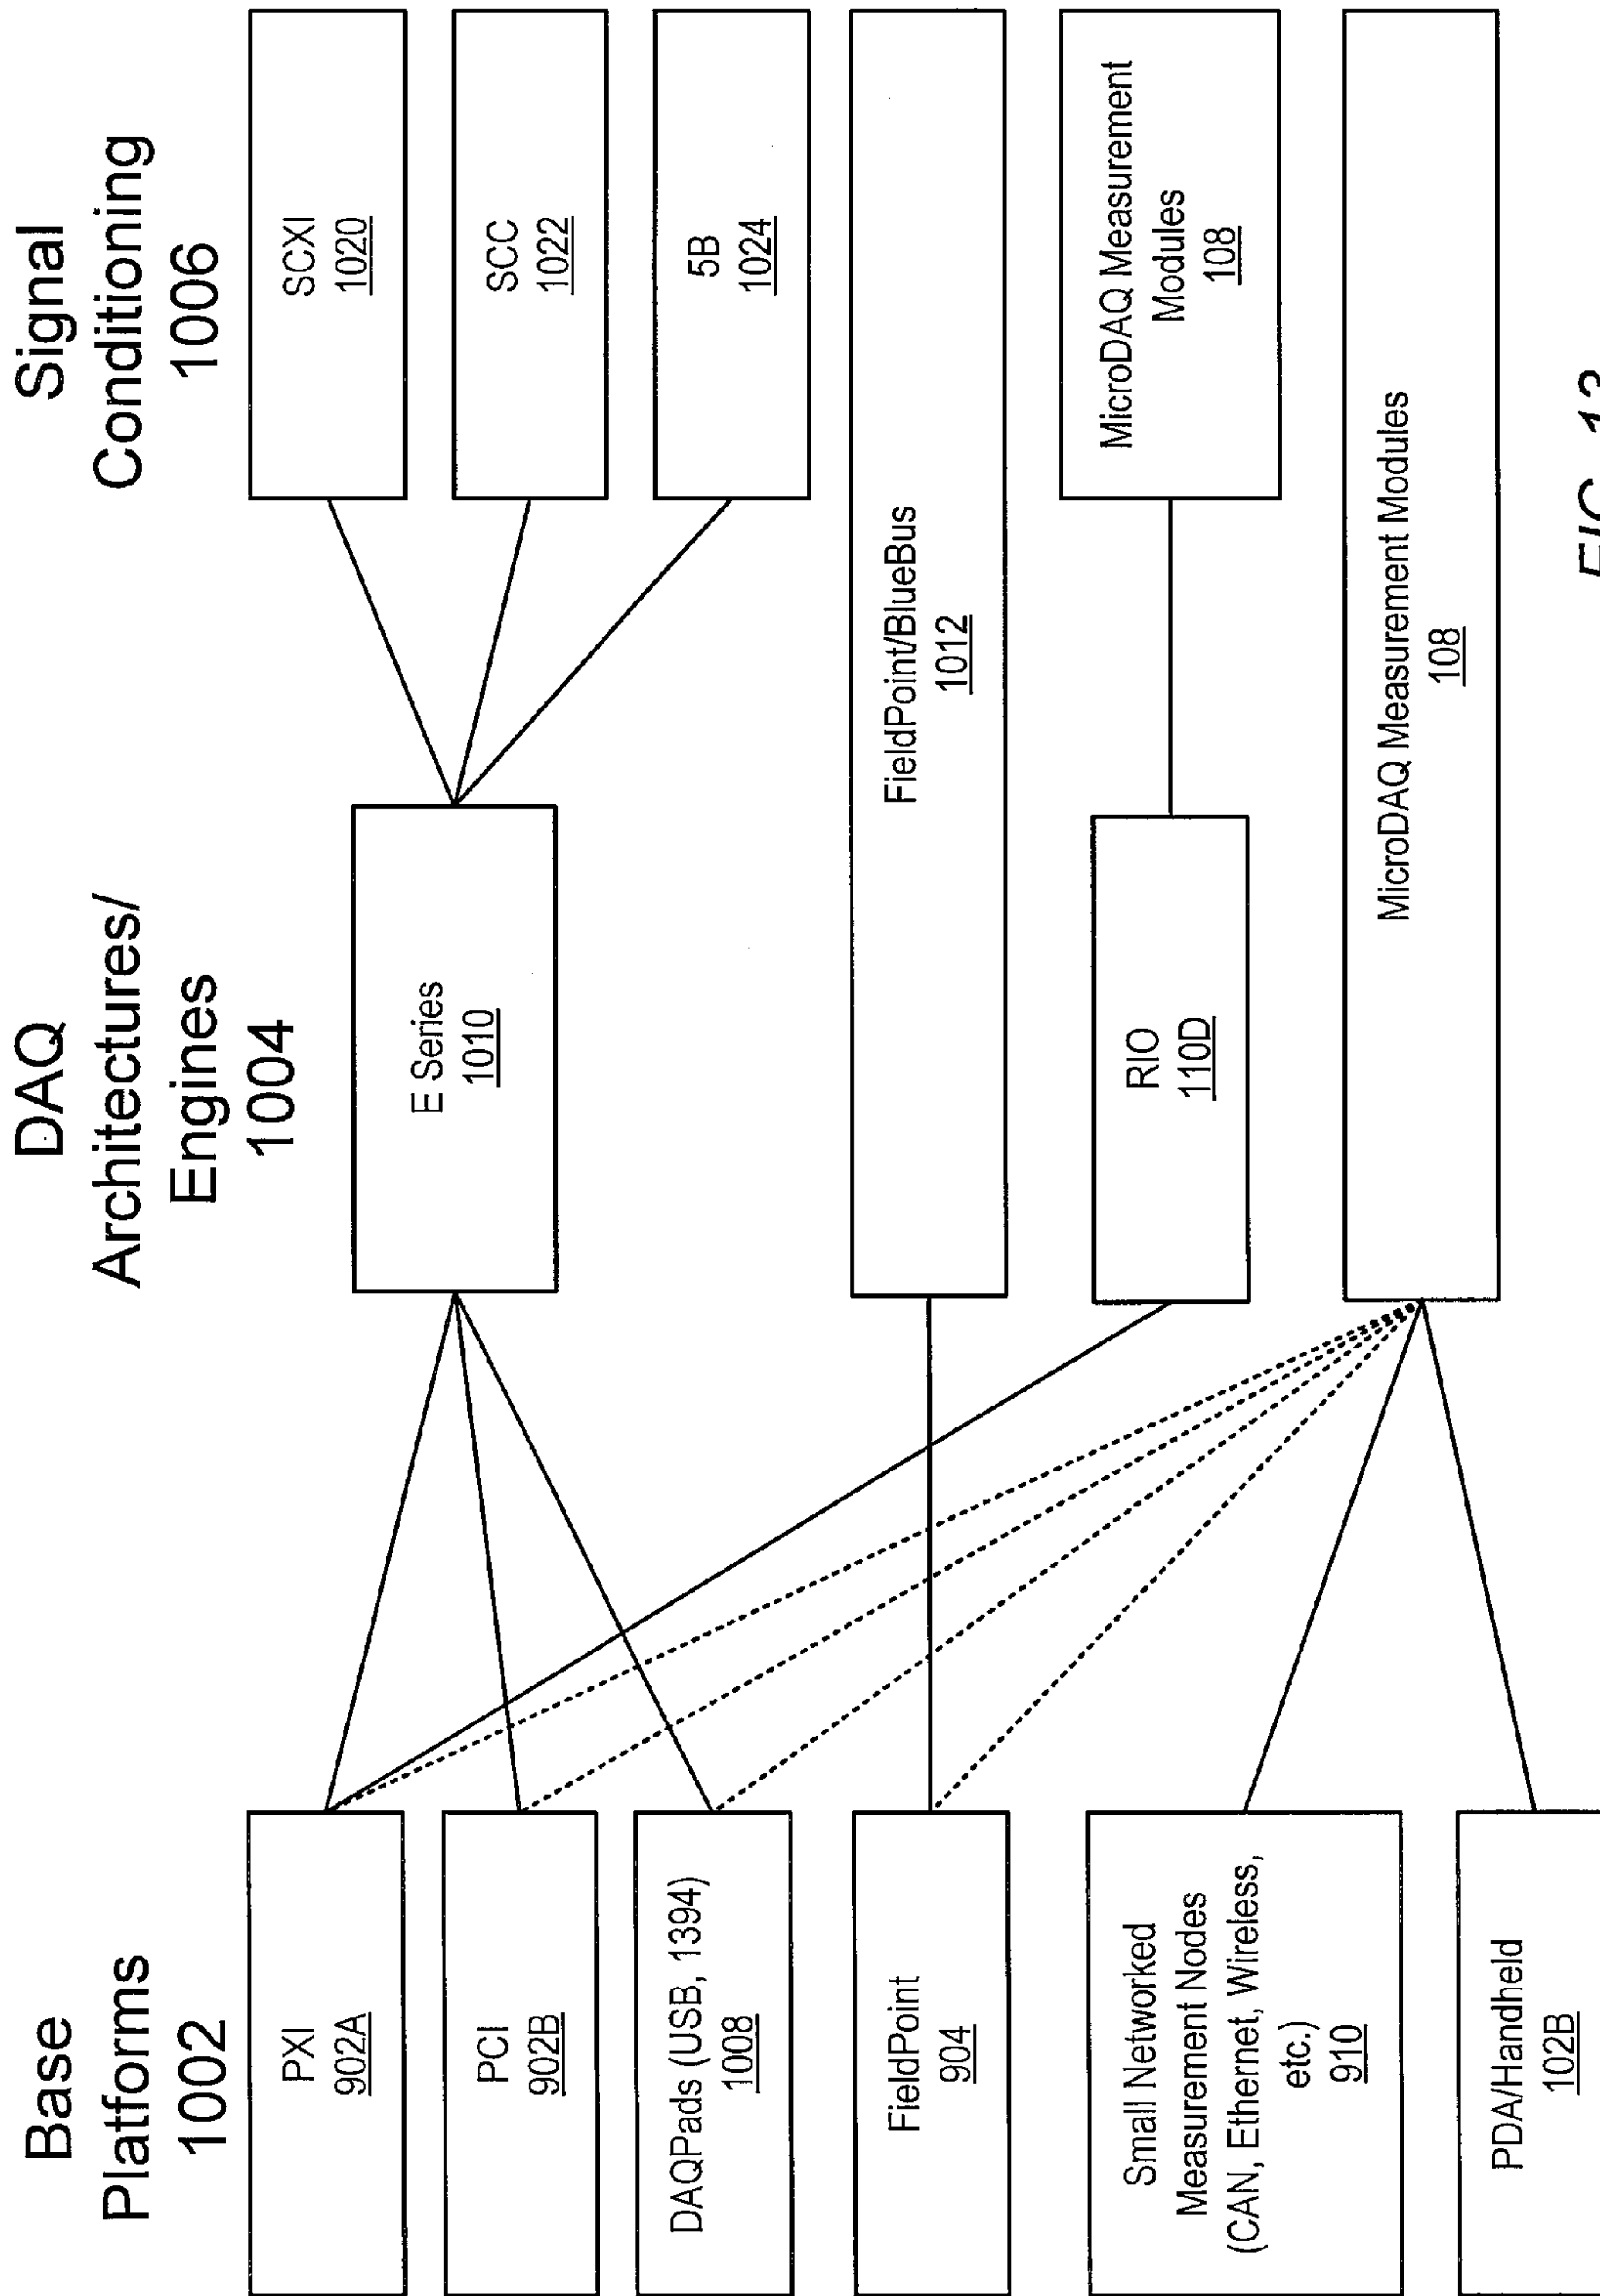 Base
Platforms
1002
DAQ
Architectures/
Engines
1004
Signal
Conditioning
1006
PXI
902A
PCI
902B
DAQPads (USB, 1394)
1008
FieldPoint
904
Small Networked
Measurement Nodes
(CAN, Ethernet, Wireless,
etc.)
910
PDA/Handheld
102B
E Series
1010
FieldPoint/BlueBus
1012
RIO
110D
MicroDAQ Measurement Modules
108
SCXI
1020
SCC
1022
5B
1024
MicroDAQ Measurement
Modules
108
FIG. 13